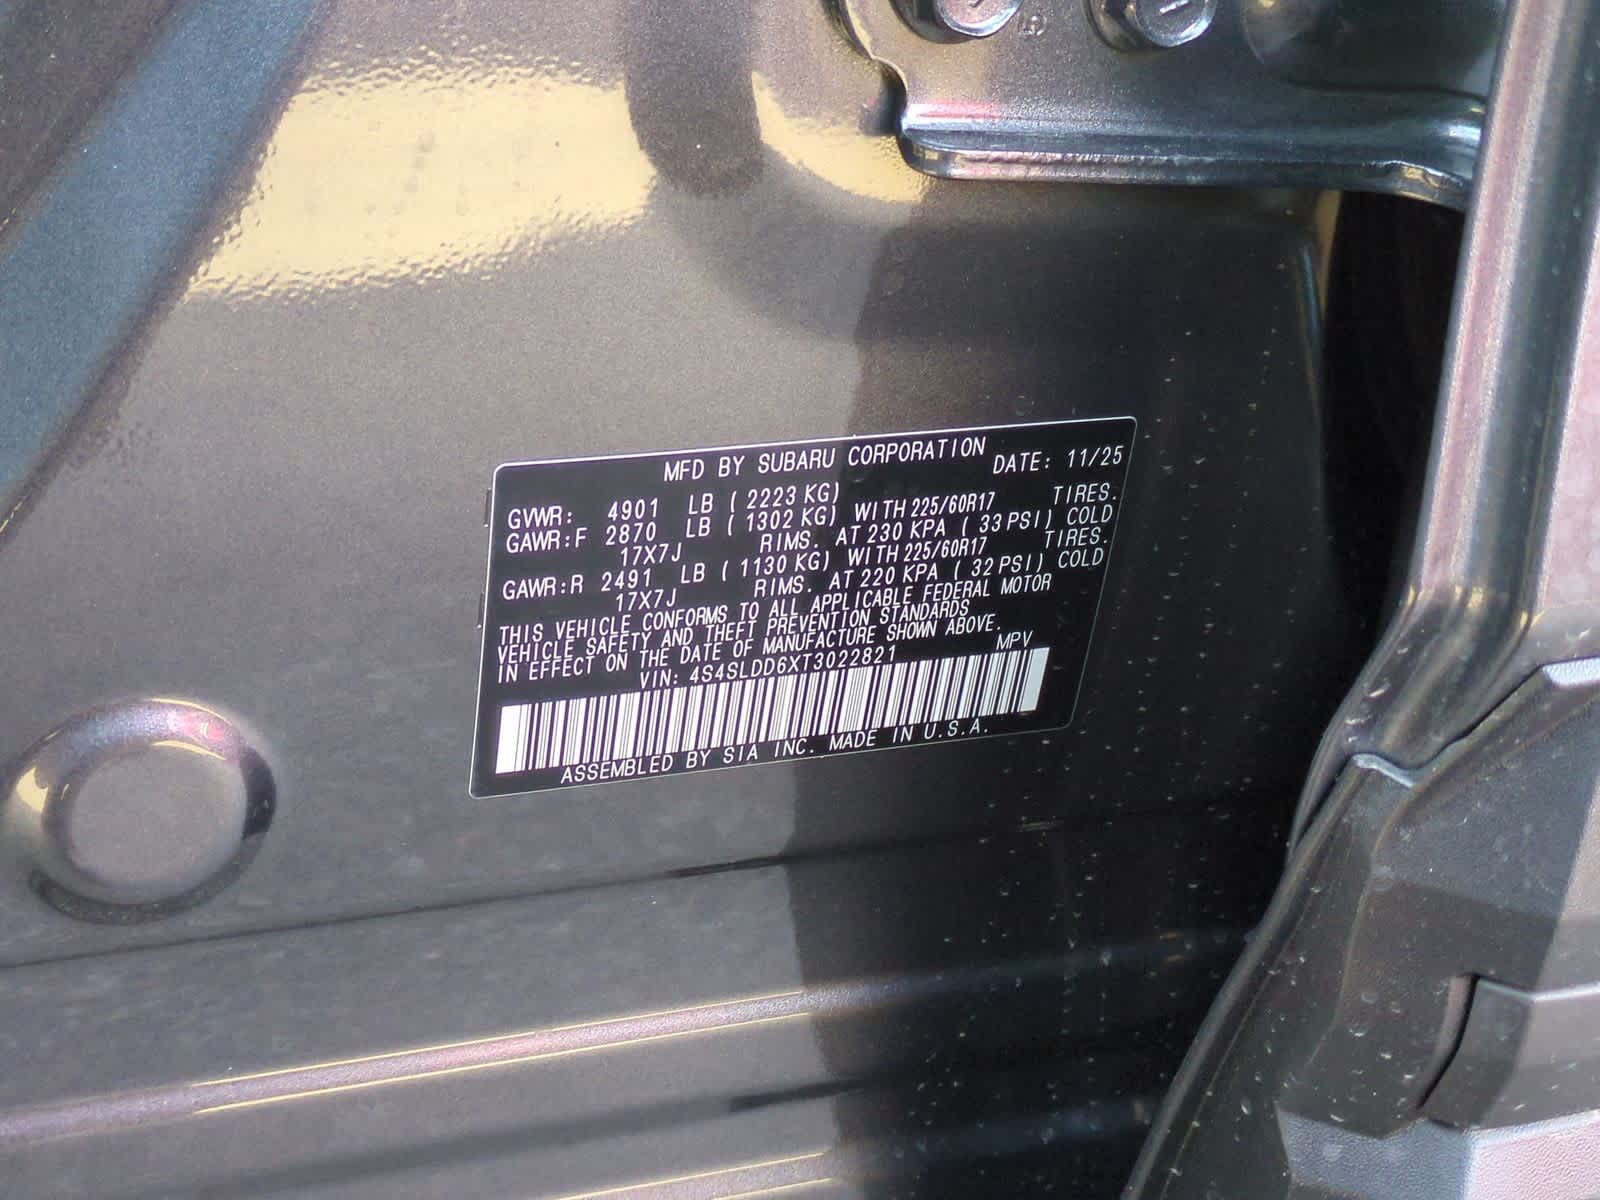 MFD BY SUBARU CORPORATION DATE: 11/25
GVWR: 4901 LB (2223 KG)
GAWR:F 2870 LB (1302 KG) WITH 225/60R17 TIRES.
17X7J RIMS. AT 230 KPA (33 PSI) COLD
GAWR:R 2491 LB (1130 KG) WITH 225/60R17 TIRES.
17X7J RIMS. AT 220 KPA (32 PSI) COLD
THIS VEHICLE CONFORMS TO ALL APPLICABLE FEDERAL MOTOR
VEHICLE SAFETY AND THEFT PREVENTION STANDARDS
IN EFFECT ON THE DATE OF MANUFACTURE SHOWN ABOVE.
VIN: 4S4SLDD6XT3022821 MPV
ASSEMBLED BY SIA INC. MADE IN U.S.A.